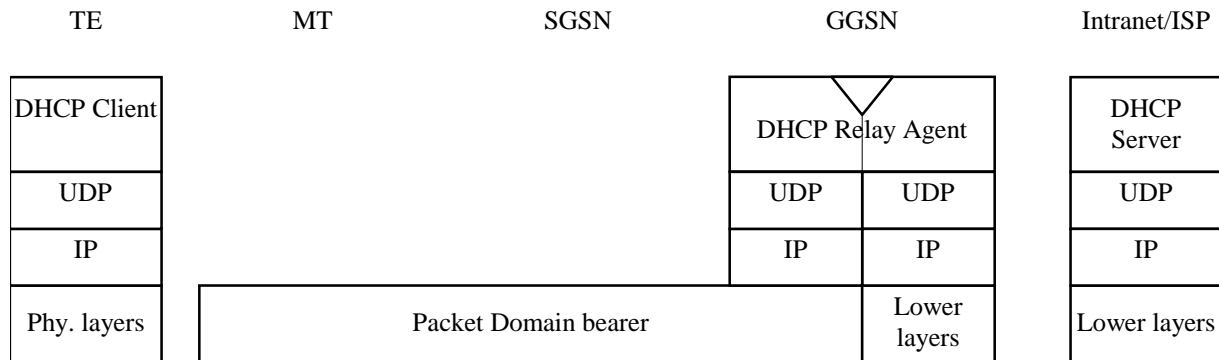 TE MT SGSN GGSN Intranet/ISP
DHCP Client
DHCP Relay Agent
DHCP
Server
UDP UDP UDP UDP
IP IP IP IP
Phy. layers Packet Domain bearer Lower
layers Lower layers